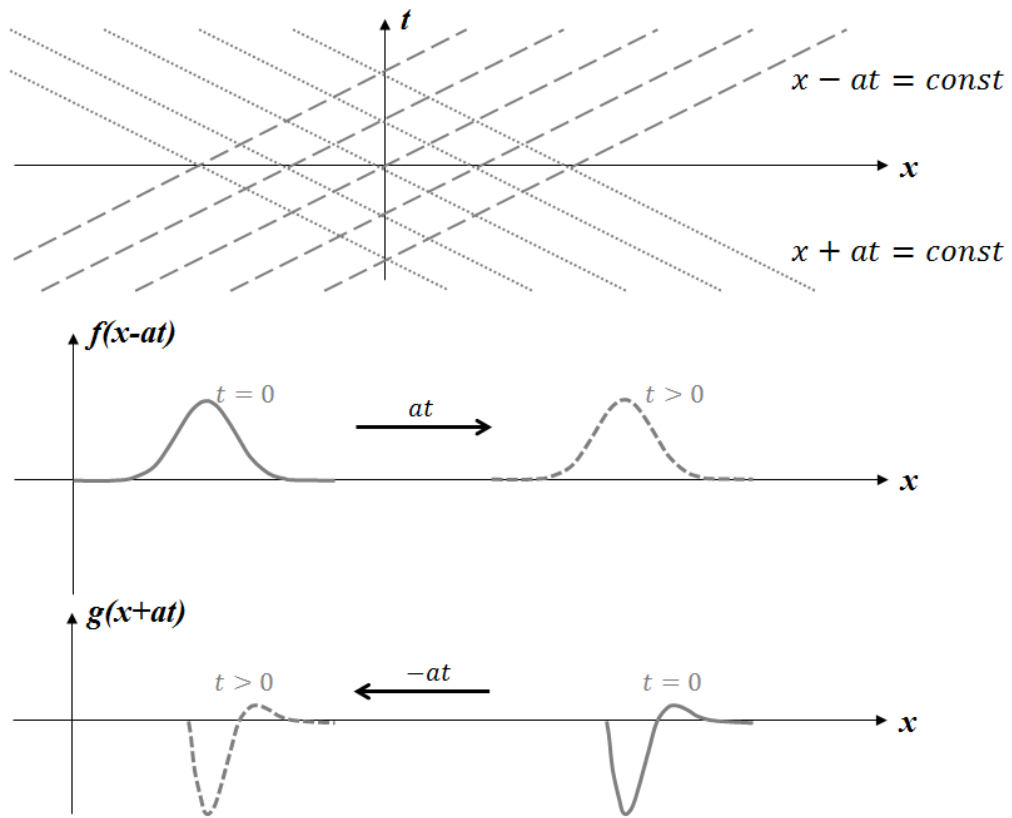 t
x − at = const
x
x + at = const
f(x-at)
t = 0
at
t > 0
x
g(x+at)
t > 0
−at
t = 0
x